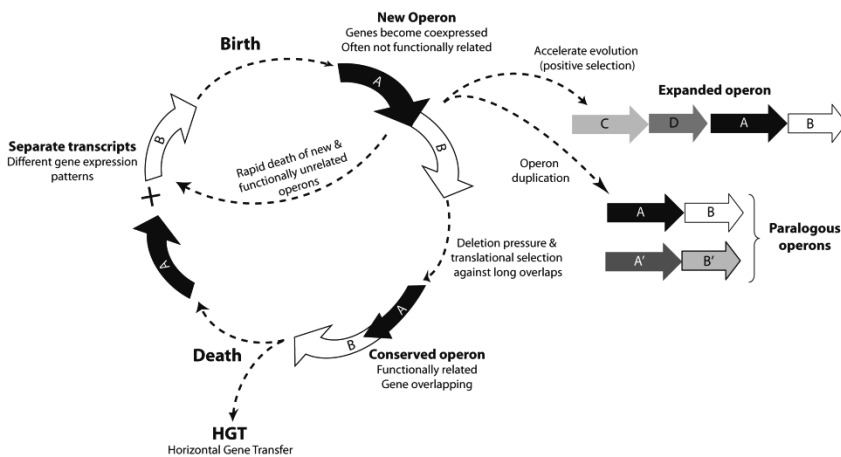 New Operon
Genes become coexpressed
Often not functionally related
Birth
A
B
Accelerate evolution
(positive selection)
Expanded operon
C
D
A
B
Separate transcripts
Different gene expression
patterns
B
A
Rapid death of new &
functionally unrelated
operons
Operon
duplication
A
B
A'
B'
Paralogous
operons
Deletion pressure &
translational selection
against long overlaps
A
B
Conserved operon
Functionally related
Gene overlapping
Death
HGT
Horizontal Gene Transfer